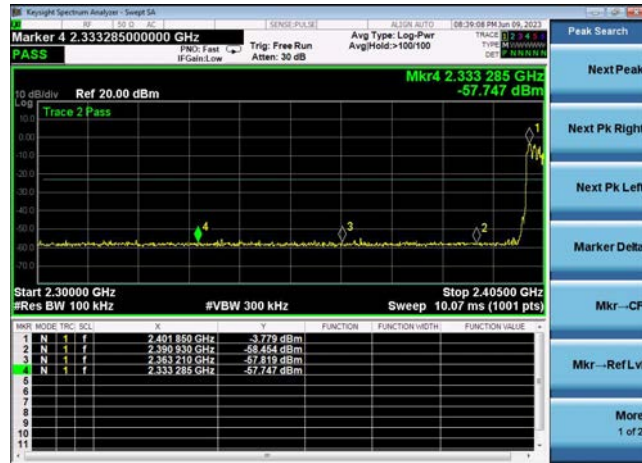 Keysight Spectrum Analyzer - Swept SA
RF 50 Ω AC SENSE:PULSE ALIGN AUTO 08:39:08 PM Jun 09, 2023
Marker 4 2.333285000000 GHz
PASS
PNO: Fast
IFGain:Low
Trig: Free Run
Atten: 30 dB
Avg Type: Log-Pwr
Avg|Hold:>100/100
TRACE 1 2 3 4 5 6
TYPE M W W W W W
DET P N N N N N
Peak Search
Mkr4 2.333 285 GHz
-57.747 dBm
10 dB/div Ref 20.00 dBm
Log
Trace 2 Pass
10.0
0.00
-10.0
-20.0
-30.0
-40.0
-50.0
-60.0
-70.0
1
4
3
2
Start 2.30000 GHz Stop 2.40500 GHz
#Res BW 100 kHz #VBW 300 kHz Sweep 10.07 ms (1001 pts)
MKR MODE TRC SCL X Y FUNCTION FUNCTION WIDTH FUNCTION VALUE
1 N 1 f 2.401 850 GHz -3.779 dBm
2 N 1 f 2.390 930 GHz -58.454 dBm
3 N 1 f 2.363 210 GHz -57.819 dBm
4 N 1 f 2.333 285 GHz -57.747 dBm
5
6
7
8
9
10
11
Next Peak
Next Pk Right
Next Pk Left
Marker Delta
Mkr→CF
Mkr→Ref Lvl
More
1 of 2